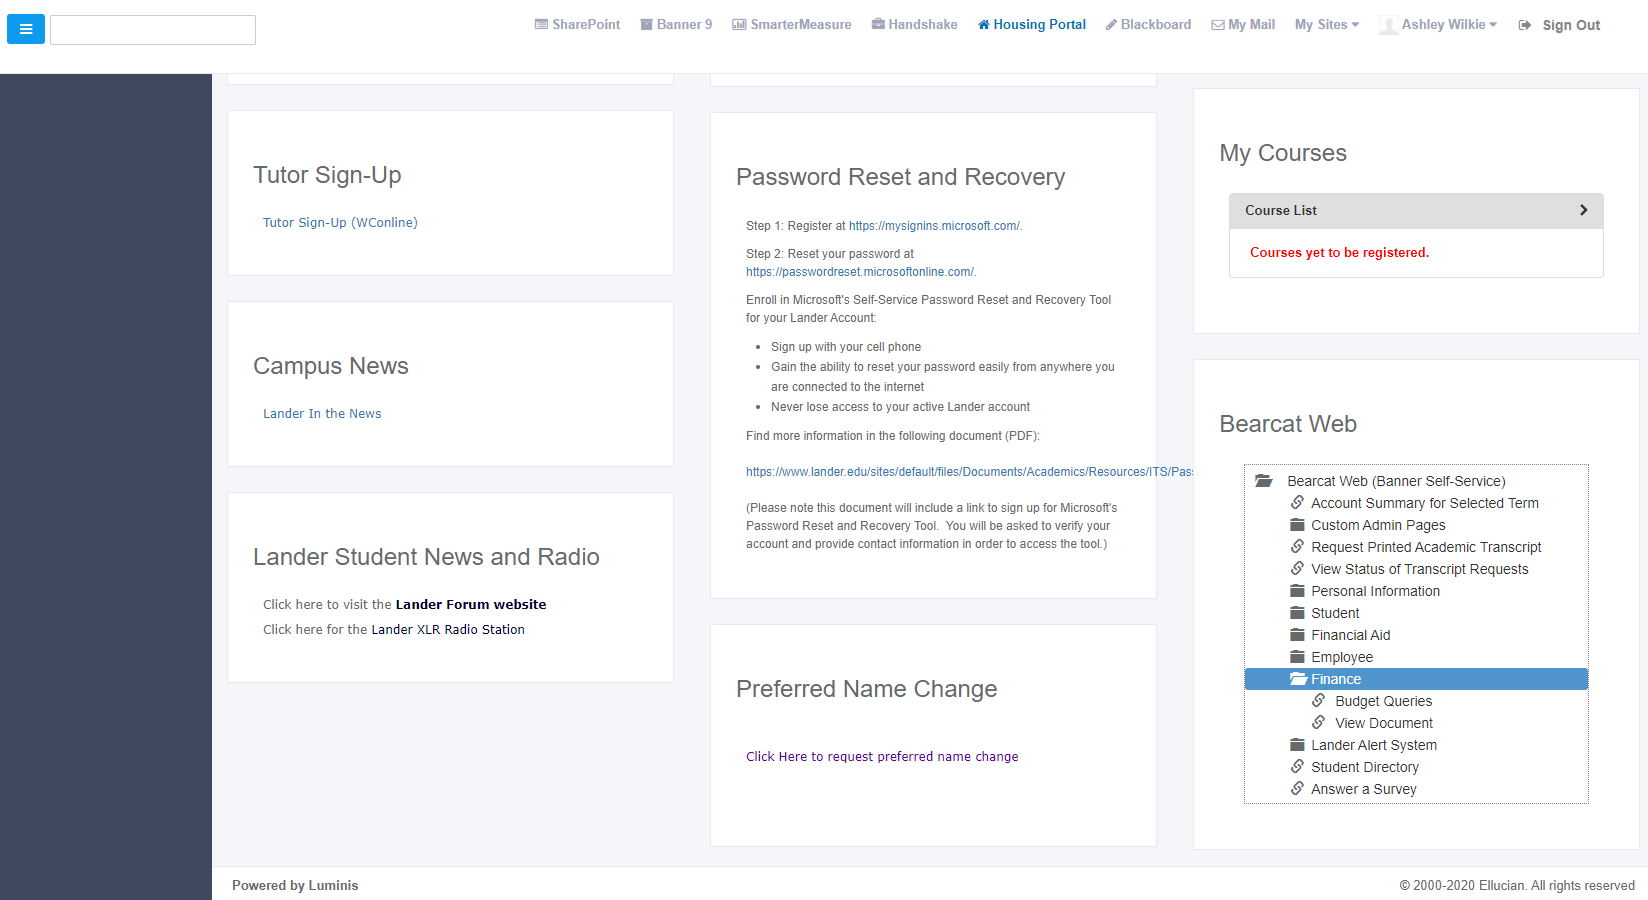 SharePoint Banner 9 SmarterMeasure Handshake Housing Portal Blackboard My Mail My Sites Ashley Wilkie Sign Out
Tutor Sign-Up
Tutor Sign-Up (WConline)
Campus News
Lander In the News
Lander Student News and Radio
Click here to visit the Lander Forum website
Click here for the Lander XLR Radio Station
Password Reset and Recovery
Step 1: Register at https://mysignins.microsoft.com/.
Step 2: Reset your password at
https://passwordreset.microsoftonline.com/.
Enroll in Microsoft's Self-Service Password Reset and Recovery Tool
for your Lander Account:
• Sign up with your cell phone
• Gain the ability to reset your password easily from anywhere you
are connected to the internet
• Never lose access to your active Lander account
Find more information in the following document (PDF):
https://www.lander.edu/sites/default/files/Documents/Academics/Resources/ITS/Pas
(Please note this document will include a link to sign up for Microsoft's
Password Reset and Recovery Tool.  You will be asked to verify your
account and provide contact information in order to access the tool.)
Preferred Name Change
Click Here to request preferred name change
My Courses
Course List
Courses yet to be registered.
Bearcat Web
Bearcat Web (Banner Self-Service)
Account Summary for Selected Term
Custom Admin Pages
Request Printed Academic Transcript
View Status of Transcript Requests
Personal Information
Student
Financial Aid
Employee
Finance
Budget Queries
View Document
Lander Alert System
Student Directory
Answer a Survey
Powered by Luminis
© 2000-2020 Ellucian. All rights reserved